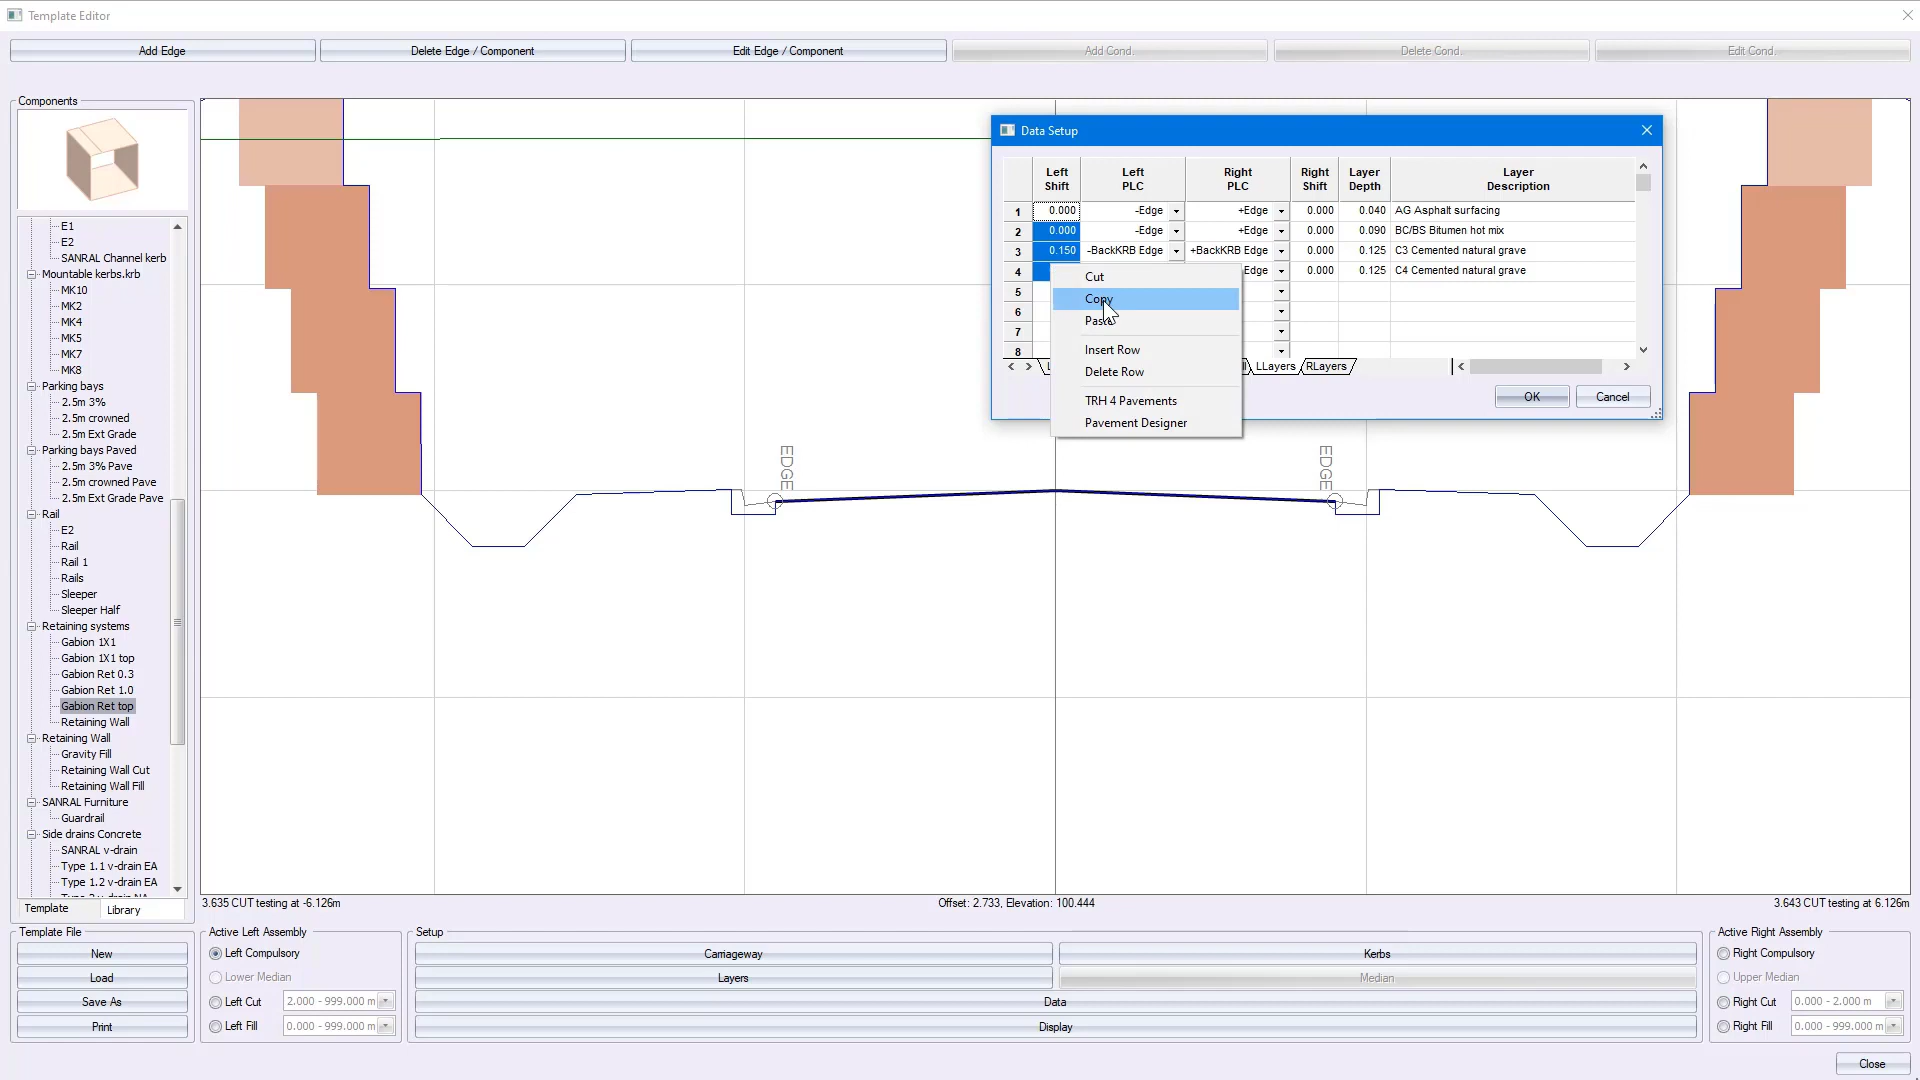 Template Editor
Add Edge
Delete Edge / Component
Edit Edge / Component
Add Cond.
Delete Cond.
Edit Cond.
Components
E1
E2
SANRAL Channel kerb
Mountable kerbs.krb
MK10
MK2
MK4
MK5
MK7
MK8
Parking bays
2.5m 3%
2.5m crowned
2.5m Ext Grade
Parking bays Paved
2.5m 3% Pave
2.5m crowned Pave
2.5m Ext Grade Pave
Rail
E2
Rail
Rail 1
Rails
Sleeper
Sleeper Half
Retaining systems
Gabion 1X1
Gabion 1X1 top
Gabion Ret 0.3
Gabion Ret 1.0
Gabion Ret top
Retaining Wall
Retaining Wall
Gravity Fill
Retaining Wall Cut
Retaining Wall Fill
SANRAL Furniture
Guardrail
Side drains Concrete
SANRAL v-drain
Type 1.1 v-drain EA
Type 1.2 v-drain EA
Template
Library
Data Setup
Left Shift
Left PLC
Right PLC
Right Shift
Layer Depth
Layer Description
1 0.000 -Edge +Edge 0.000 0.040 AG Asphalt surfacing
2 0.000 -Edge +Edge 0.000 0.090 BC/BS Bitumen hot mix
3 0.150 -BackKRB Edge +BackKRB Edge 0.000 0.125 C3 Cemented natural grave
4 Edge 0.000 0.125 C4 Cemented natural grave
5
6
7
8
LLayers
RLayers
OK
Cancel
Cut
Copy
Paste
Insert Row
Delete Row
TRH 4 Pavements
Pavement Designer
EDGE
EDGE
3.635 CUT testing at -6.126m
Offset: 2.733, Elevation: 100.444
3.643 CUT testing at 6.126m
Template File
New
Load
Save As
Print
Active Left Assembly
Left Compulsory
Lower Median
Left Cut
2.000 - 999.000 m
Left Fill
0.000 - 999.000 m
Setup
Carriageway
Kerbs
Layers
Median
Data
Display
Active Right Assembly
Right Compulsory
Upper Median
Right Cut
0.000 - 2.000 m
Right Fill
0.000 - 999.000 m
Close